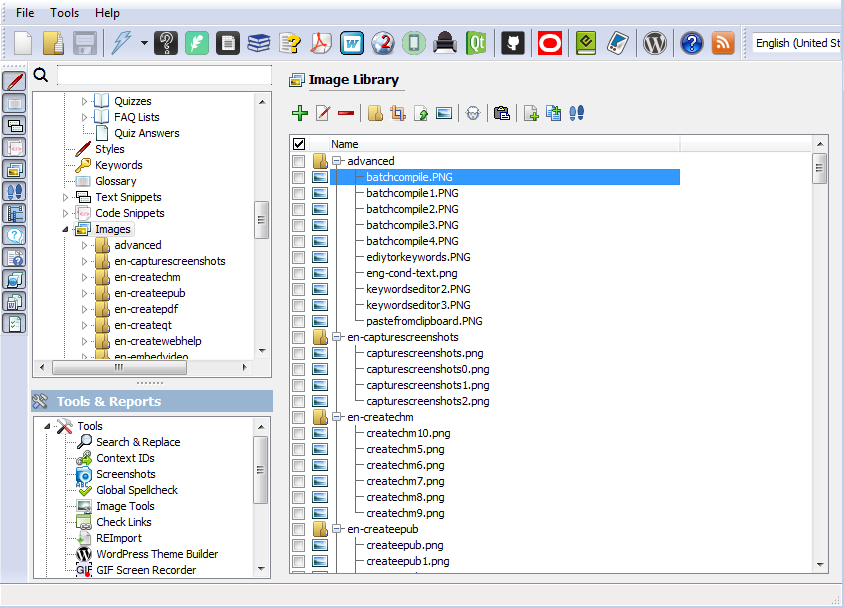 File Tools Help
W 2 Qt ? English (United St
Quizzes
FAQ Lists
Quiz Answers
Styles
Keywords
Glossary
Text Snippets
Code Snippets
Images
advanced
en-capturescreenshots
en-createchm
en-createepub
en-createpdf
en-createqt
en-createwebhelp
en-embedvideo
Tools & Reports
Tools
Search & Replace
Context IDs
Screenshots
ABC
Global Spellcheck
Image Tools
Check Links
REImport
WordPress Theme Builder
GIF GIF Screen Recorder
Image Library
Name
advanced
batchcompile.PNG
batchcompile1.PNG
batchcompile2.PNG
batchcompile3.PNG
batchcompile4.PNG
ediytorkeywords.PNG
eng-cond-text.png
keywordseditor2.PNG
keywordseditor3.PNG
pastefromclipboard.PNG
en-capturescreenshots
capturescreenshots.png
capturescreenshots0.png
capturescreenshots1.png
capturescreenshots2.png
en-createchm
createchm10.png
createchm5.png
createchm6.png
createchm7.png
createchm8.png
createchm9.png
en-createepub
createepub.png
createepub1.png